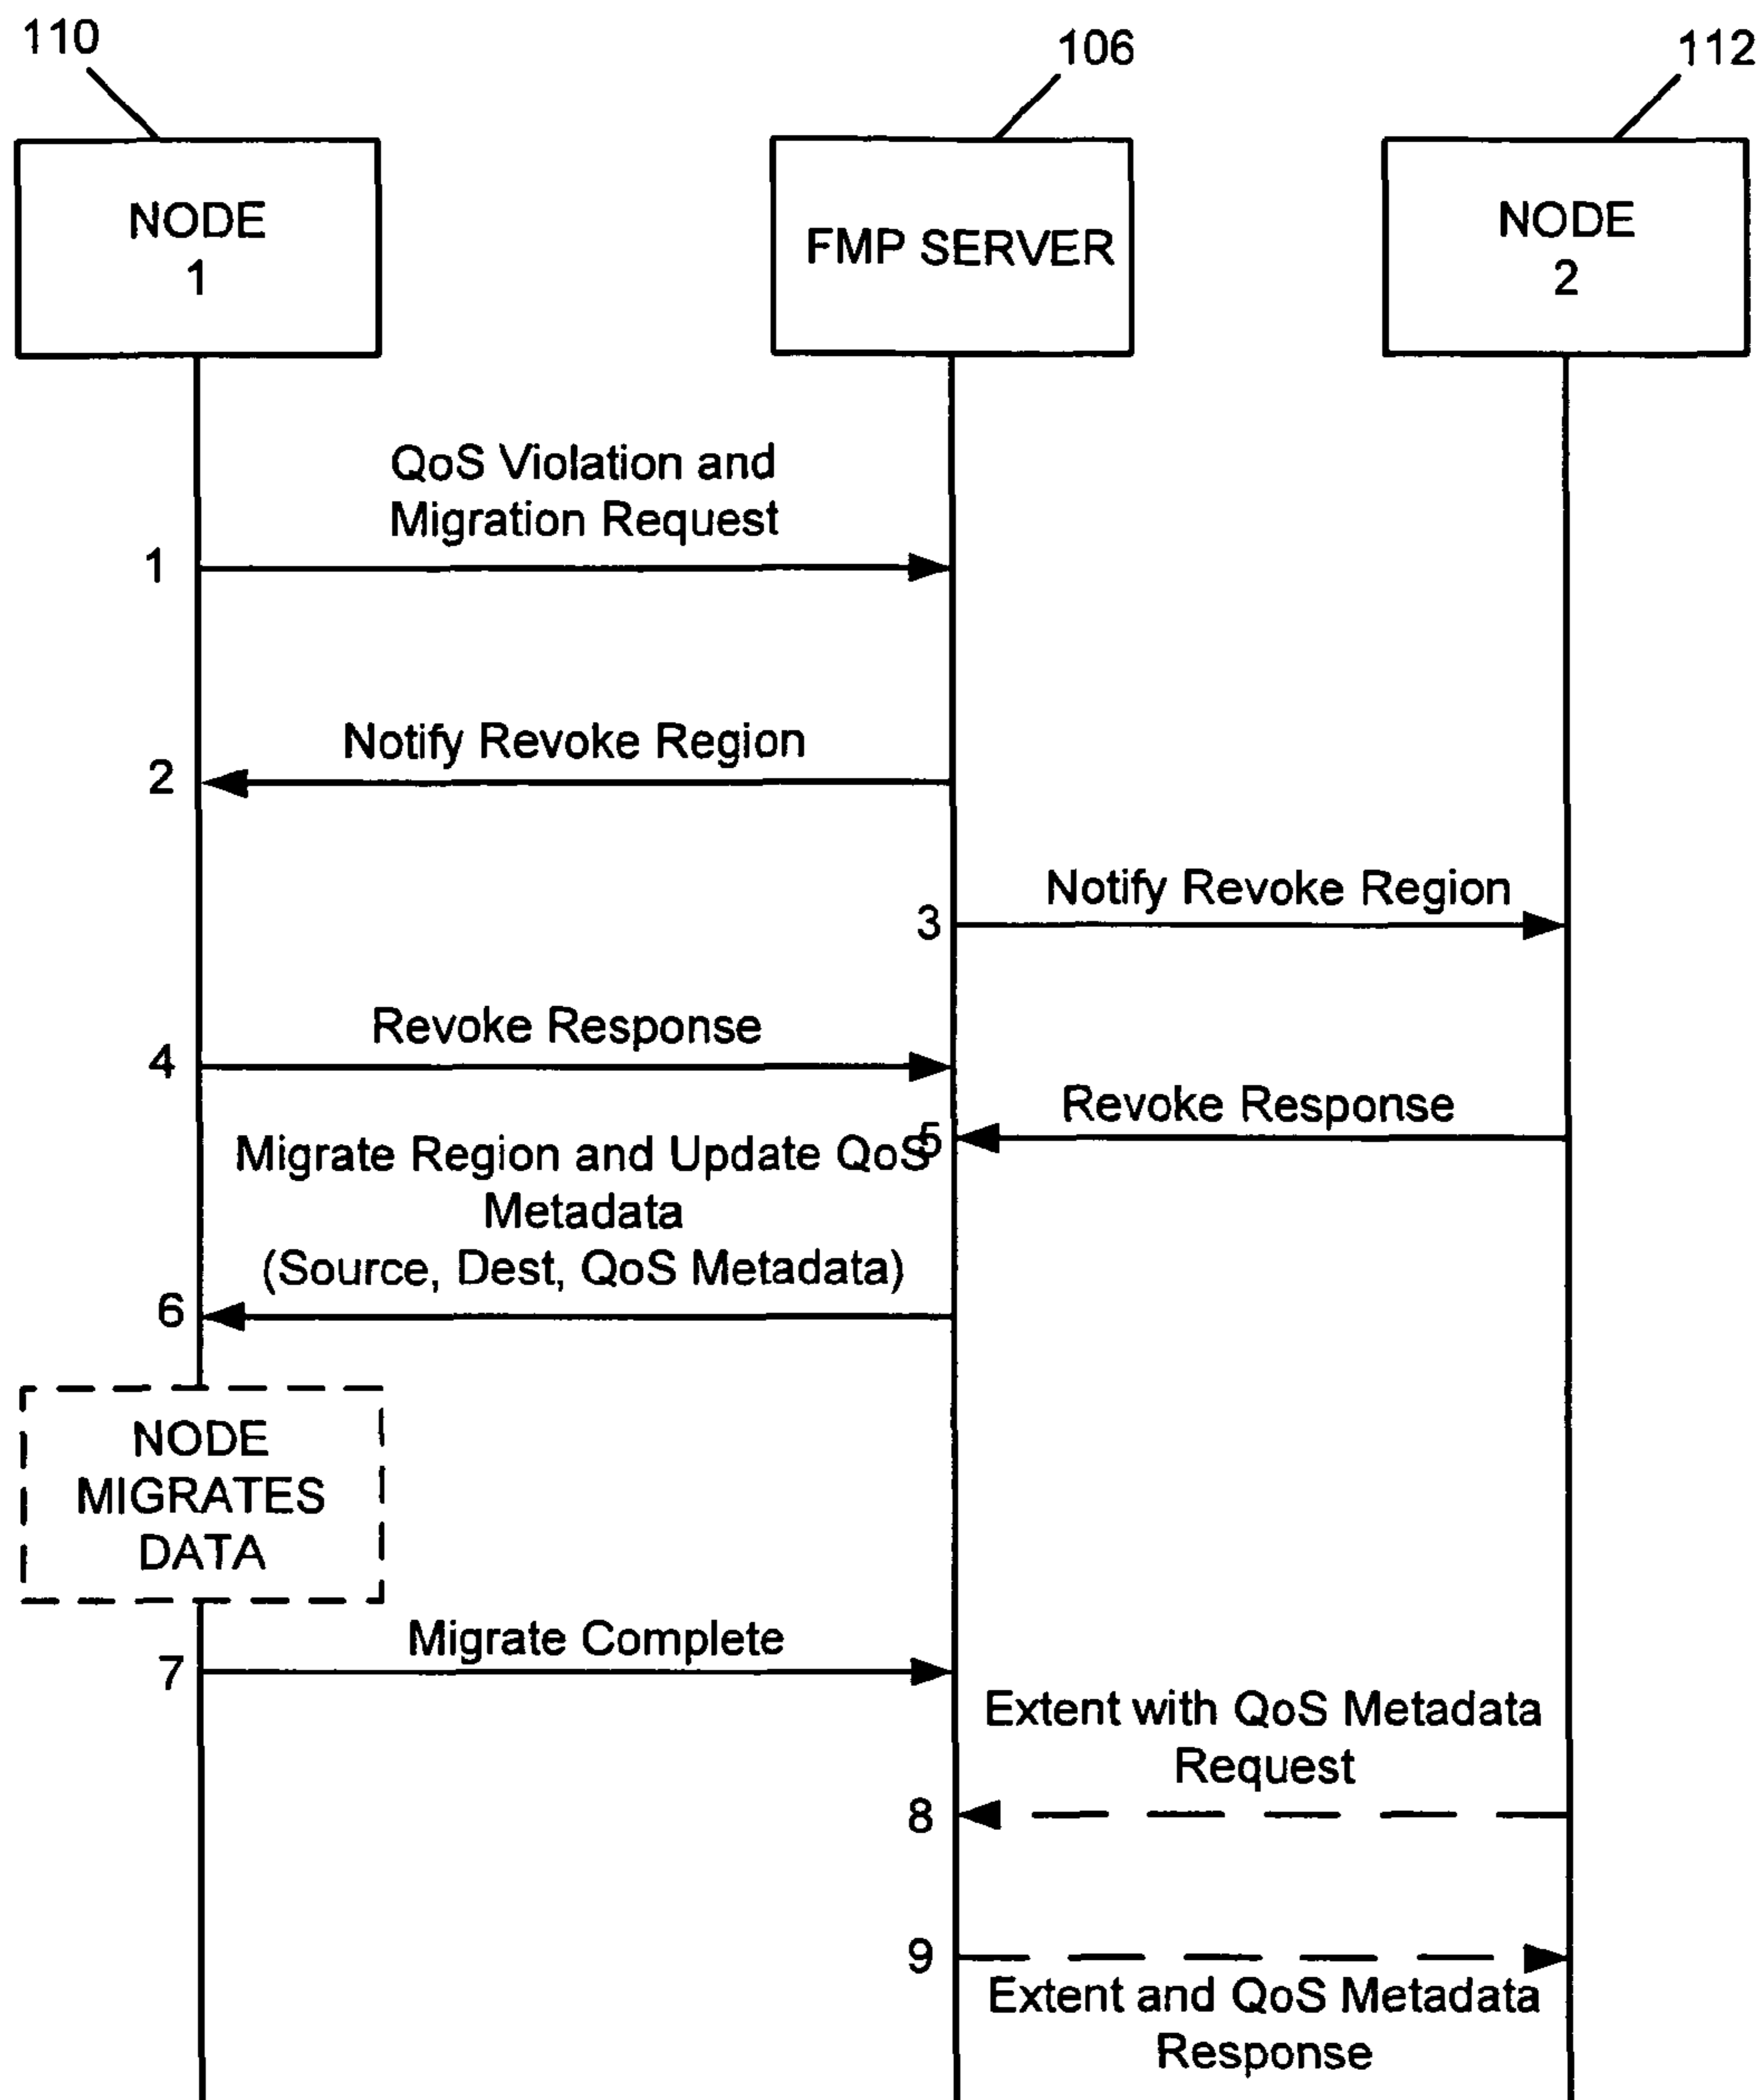 110
106
112
NODE
1
FMP SERVER
NODE
2
QoS Violation and
Migration Request
1
Notify Revoke Region
2
Notify Revoke Region
3
Revoke Response
4
Revoke Response
5
Migrate Region and Update QoS
Metadata
(Source, Dest, QoS Metadata)
6
NODE
MIGRATES
DATA
Migrate Complete
7
Extent with QoS Metadata
Request
8
9
Extent and QoS Metadata
Response